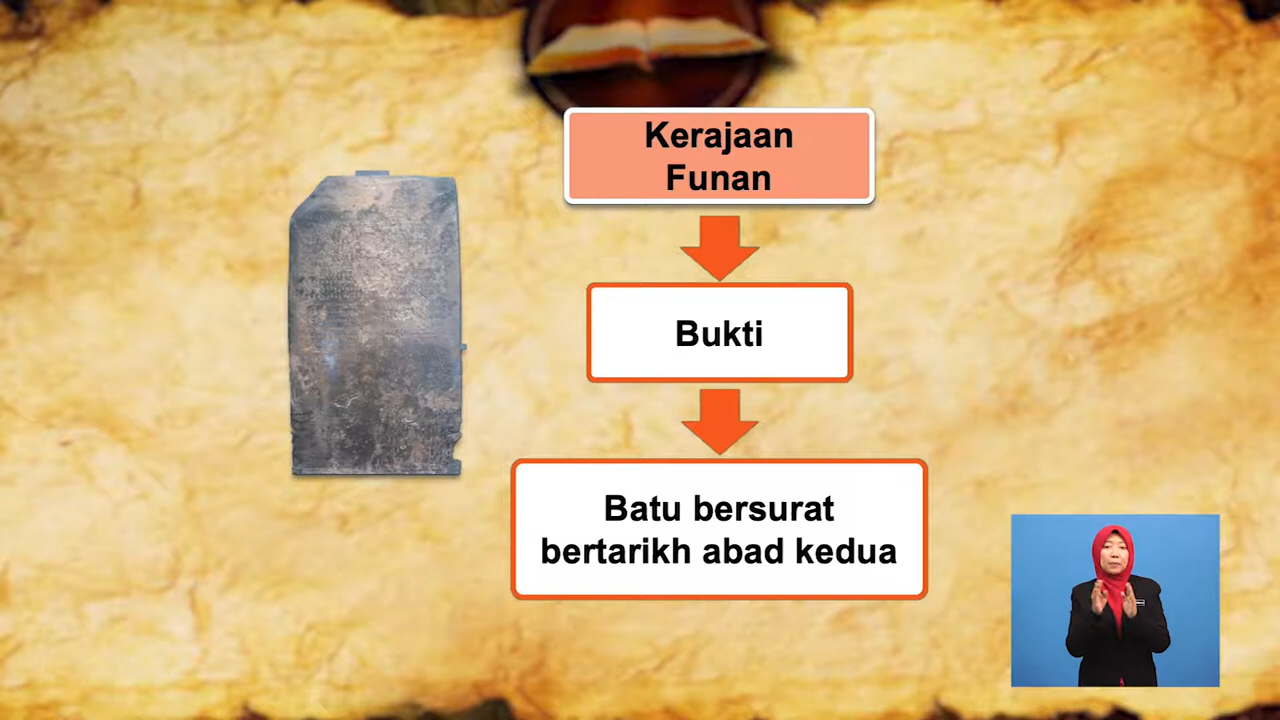 Kerajaan
Funan
Bukti
Batu bersurat
bertarikh abad kedua